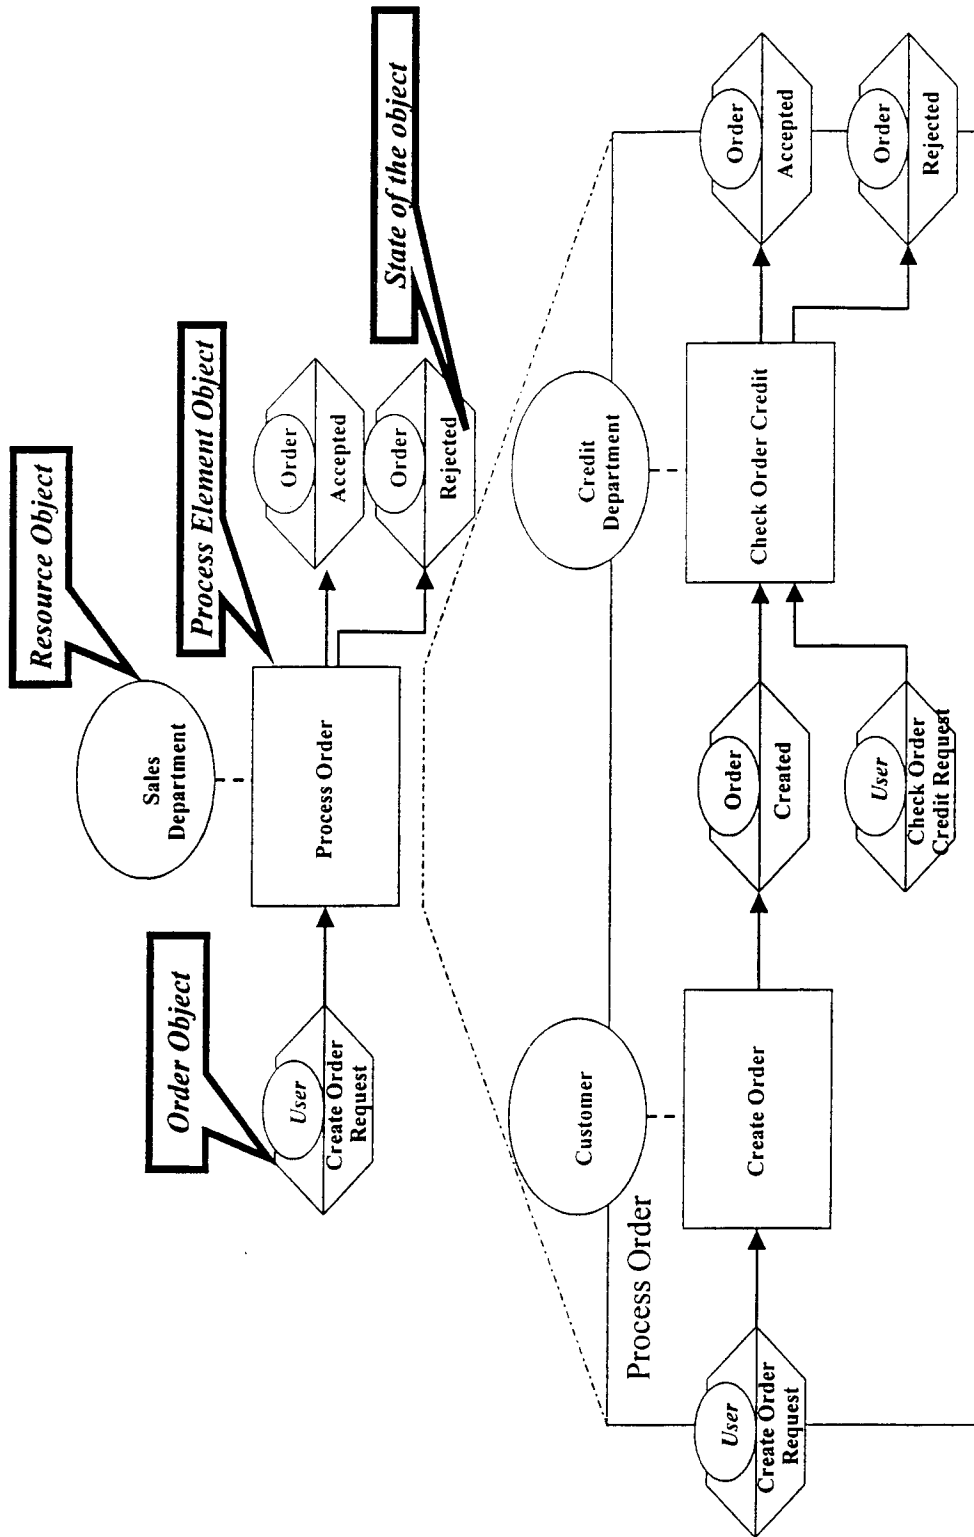 Resource Object
Sales
Department
Process Element Object
Order Object
State of the object
User
Create Order
Request
Process Order
Order
Accepted
Order
Rejected
Process Order
Customer
Credit
Department
User
Create Order
Request
Create Order
Order
Created
User
Check Order
Credit Request
Check Order Credit
Order
Accepted
Order
Rejected